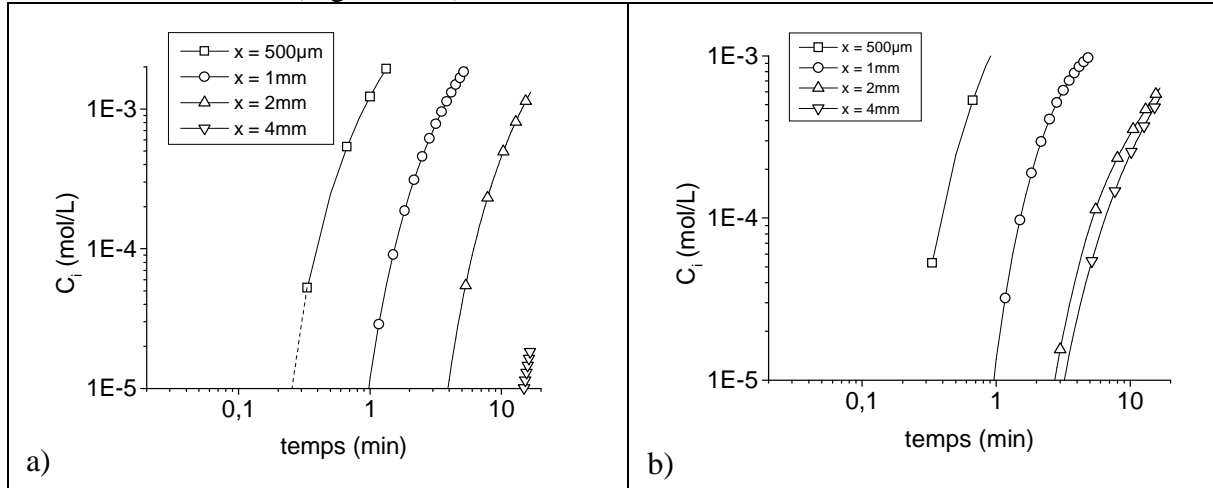 x = 500µm
x = 1mm
x = 2mm
x = 4mm
1E-3
1E-4
1E-5
C_i (mol/L)
0,1
1
10
temps (min)
a)
x = 500µm
x = 1mm
x = 2mm
x = 4mm
1E-3
1E-4
1E-5
C_i (mol/L)
0,1
1
10
temps (min)
b)